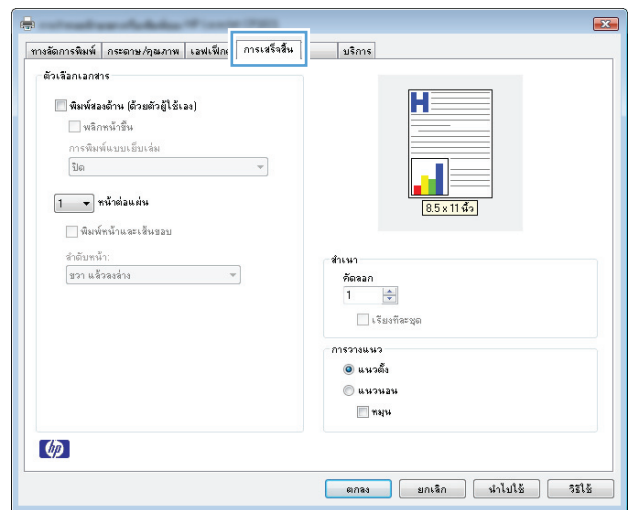 ทางลัดการพิมพ์ กระดาษ/คุณภาพ เอฟเฟ็ก การเสร็จสิ้น บริการ
ตัวเลือกเอกสาร
พิมพ์สองด้าน (ด้วยตัวผู้ใช้เอง)
พลิกหน้าขึ้น
การพิมพ์แบบเย็บเล่ม
ปิด
1 หน้าต่อแผ่น
พิมพ์หน้าและเส้นขอบ
ลำดับหน้า:
ขวา แล้วลงล่าง
H
8.5 x 11 นิ้ว
สำเนา
คัดลอก
1
เรียงทีละชุด
การวางแนว
แนวตั้ง
แนวนอน
หมุน
hp
ตกลง ยกเลิก นำไปใช้ วิธีใช้